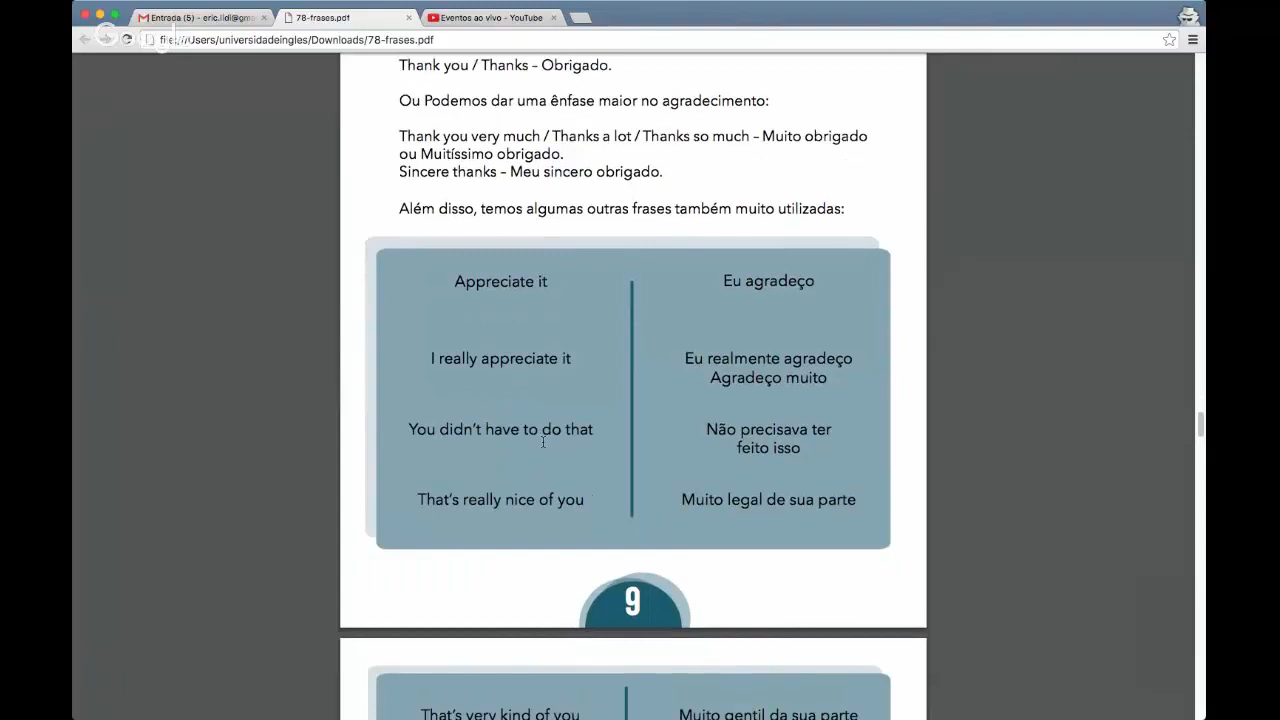 Entrada (5) - eric.lidi@gmo
78-frases.pdf
Eventos ao vivo - YouTube
file:///Users/universidadeingles/Downloads/78-frases.pdf
Thank you / Thanks – Obrigado.
Ou Podemos dar uma ênfase maior no agradecimento:
Thank you very much / Thanks a lot / Thanks so much – Muito obrigado
ou Muitíssimo obrigado.
Sincere thanks – Meu sincero obrigado.
Além disso, temos algumas outras frases também muito utilizadas:
Appreciate it
Eu agradeço
I really appreciate it
Eu realmente agradeço
Agradeço muito
You didn't have to do that
Não precisava ter
feito isso
That's really nice of you
Muito legal de sua parte
9
That's very kind of you
Muito gentil da sua parte